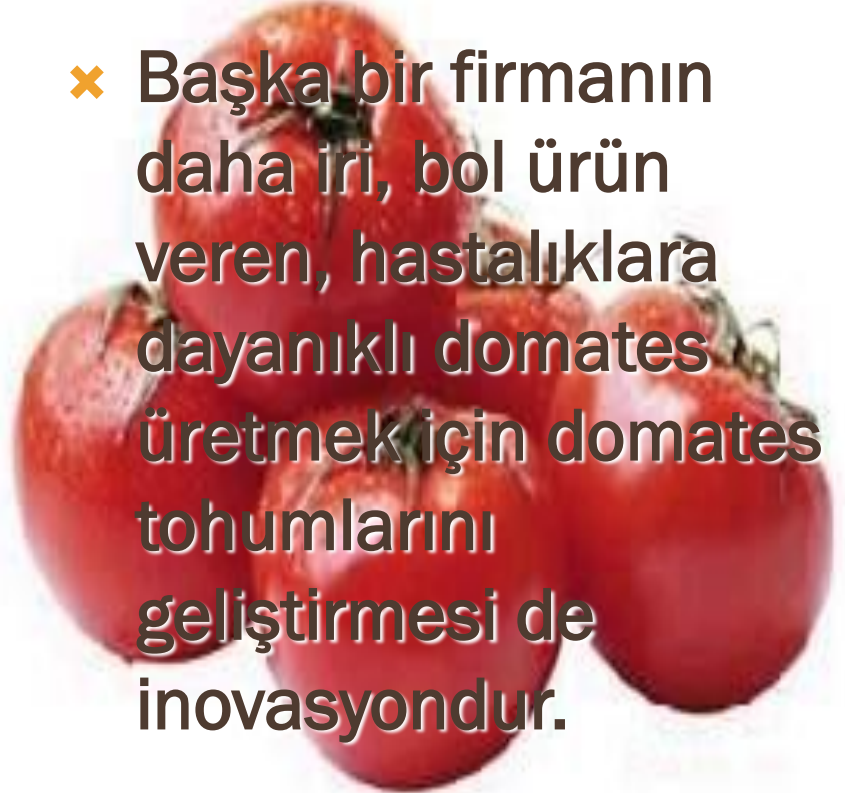 Başka bir firmanın
daha iri, bol ürün
veren, hastalıklara
dayanıklı domates
üretmek için domates
tohumlarını
geliştirmesi de
inovasyondur.